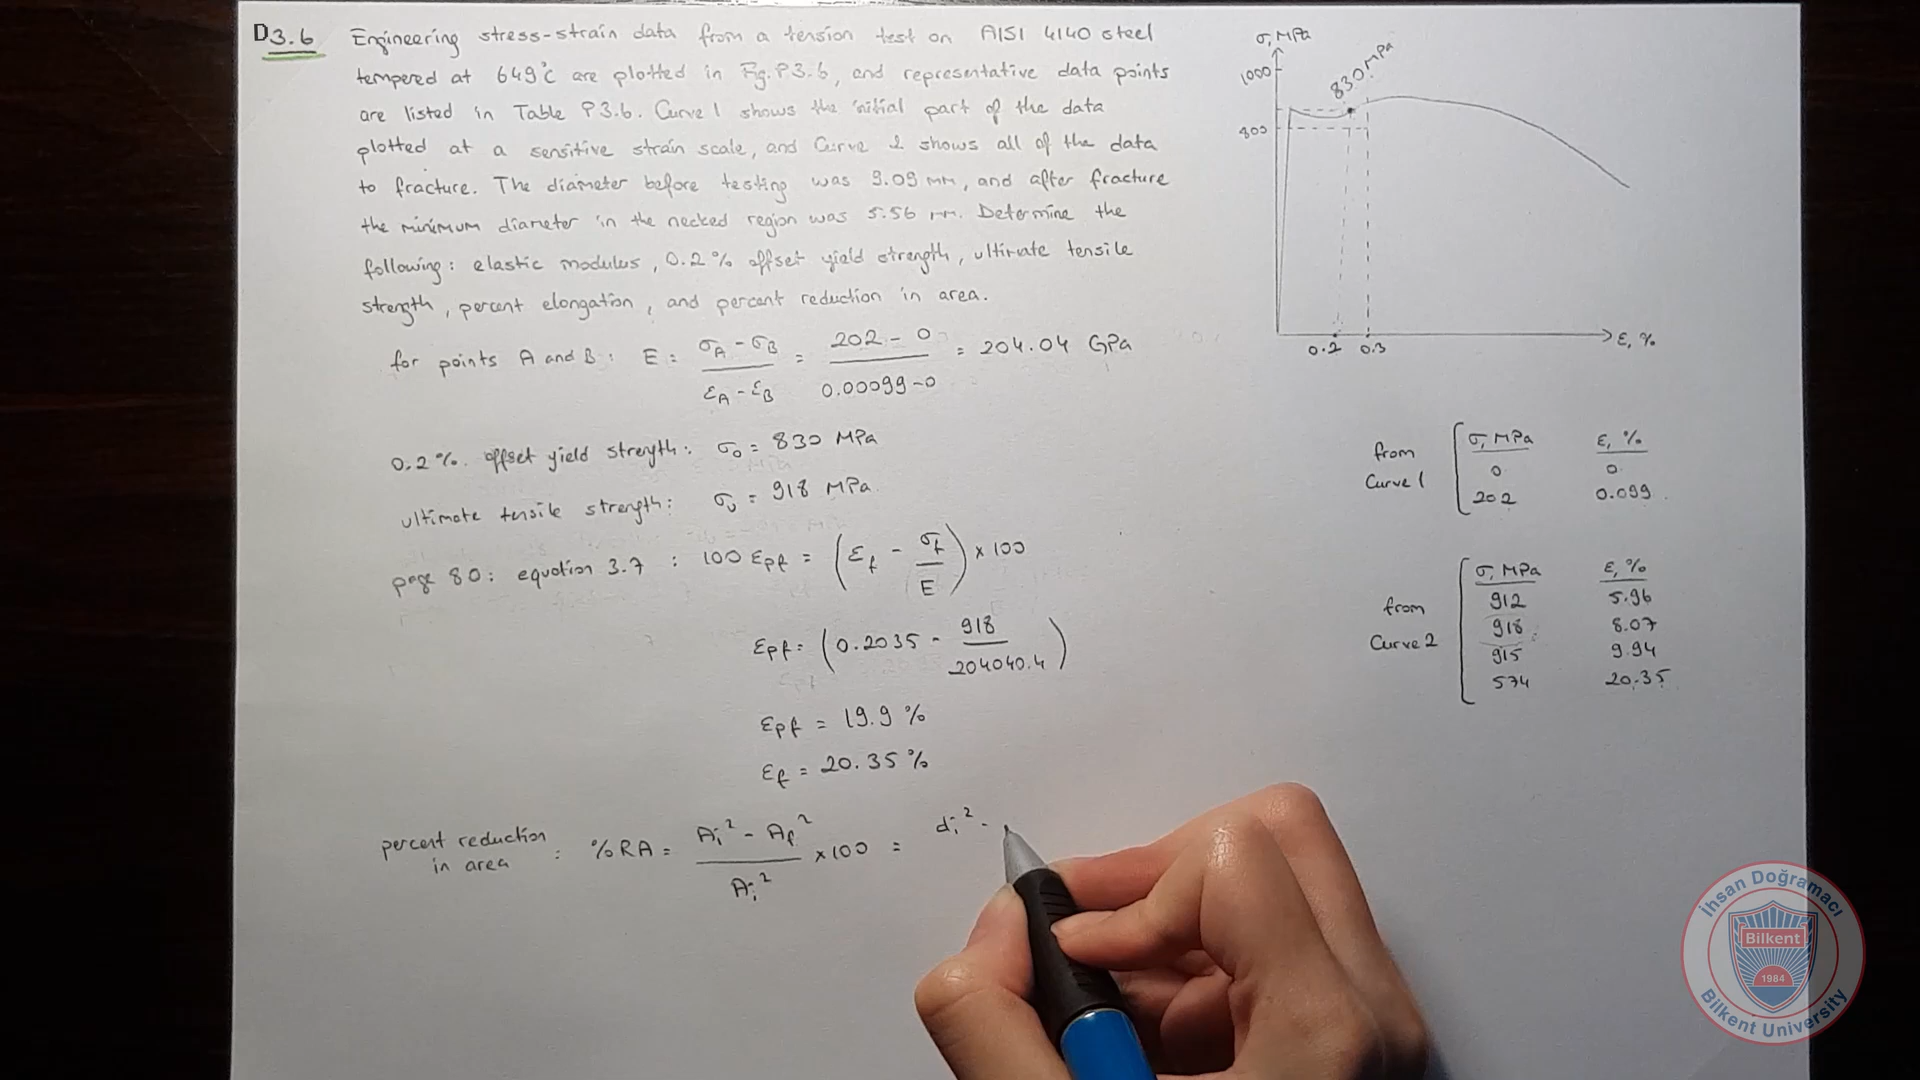 D3.6 Engineering stress-strain data from a tension test on AISI 4140 steel
tempered at 649°C are plotted in Fig.P3.6, and representative data points
are listed in Table P3.6. Curve 1 shows the initial part of the data
plotted at a sensitive strain scale, and Curve 2 shows all of the data
to fracture. The diameter before testing was 9.09 mm, and after fracture
the minimum diameter in the necked region was 5.56 mm. Determine the
following: elastic modulus, 0.2% offset yield strength, ultimate tensile
strength, percent elongation, and percent reduction in area.
for points A and B: E = σA - σB / εA - εB = 202 - 0 / 0.00099-0 = 204.04 GPa
0.2%. offset yield strength: σo = 830 MPa
ultimate tensile strength: σu = 918 MPa.
page 80: equation 3.7 : 100 εpf = (εf - σf / E) × 100
εpf = (0.2035 - 918 / 204040.4)
εpf = 19.9 %
εf = 20.35 %
percent reduction in area : %RA = Ai² - Af² / Ai² ×100 = di² -
σ, MPa
1000
830 MPa
800
0.2 0.3 ε, %
from Curve 1
σ, MPa ε, %
0 0
202 0.099
from Curve 2
σ, MPa ε, %
912 5.96
918 8.07
915 9.94
574 20.35
İhsan Doğramacı
Bilkent
1984
Bilkent University